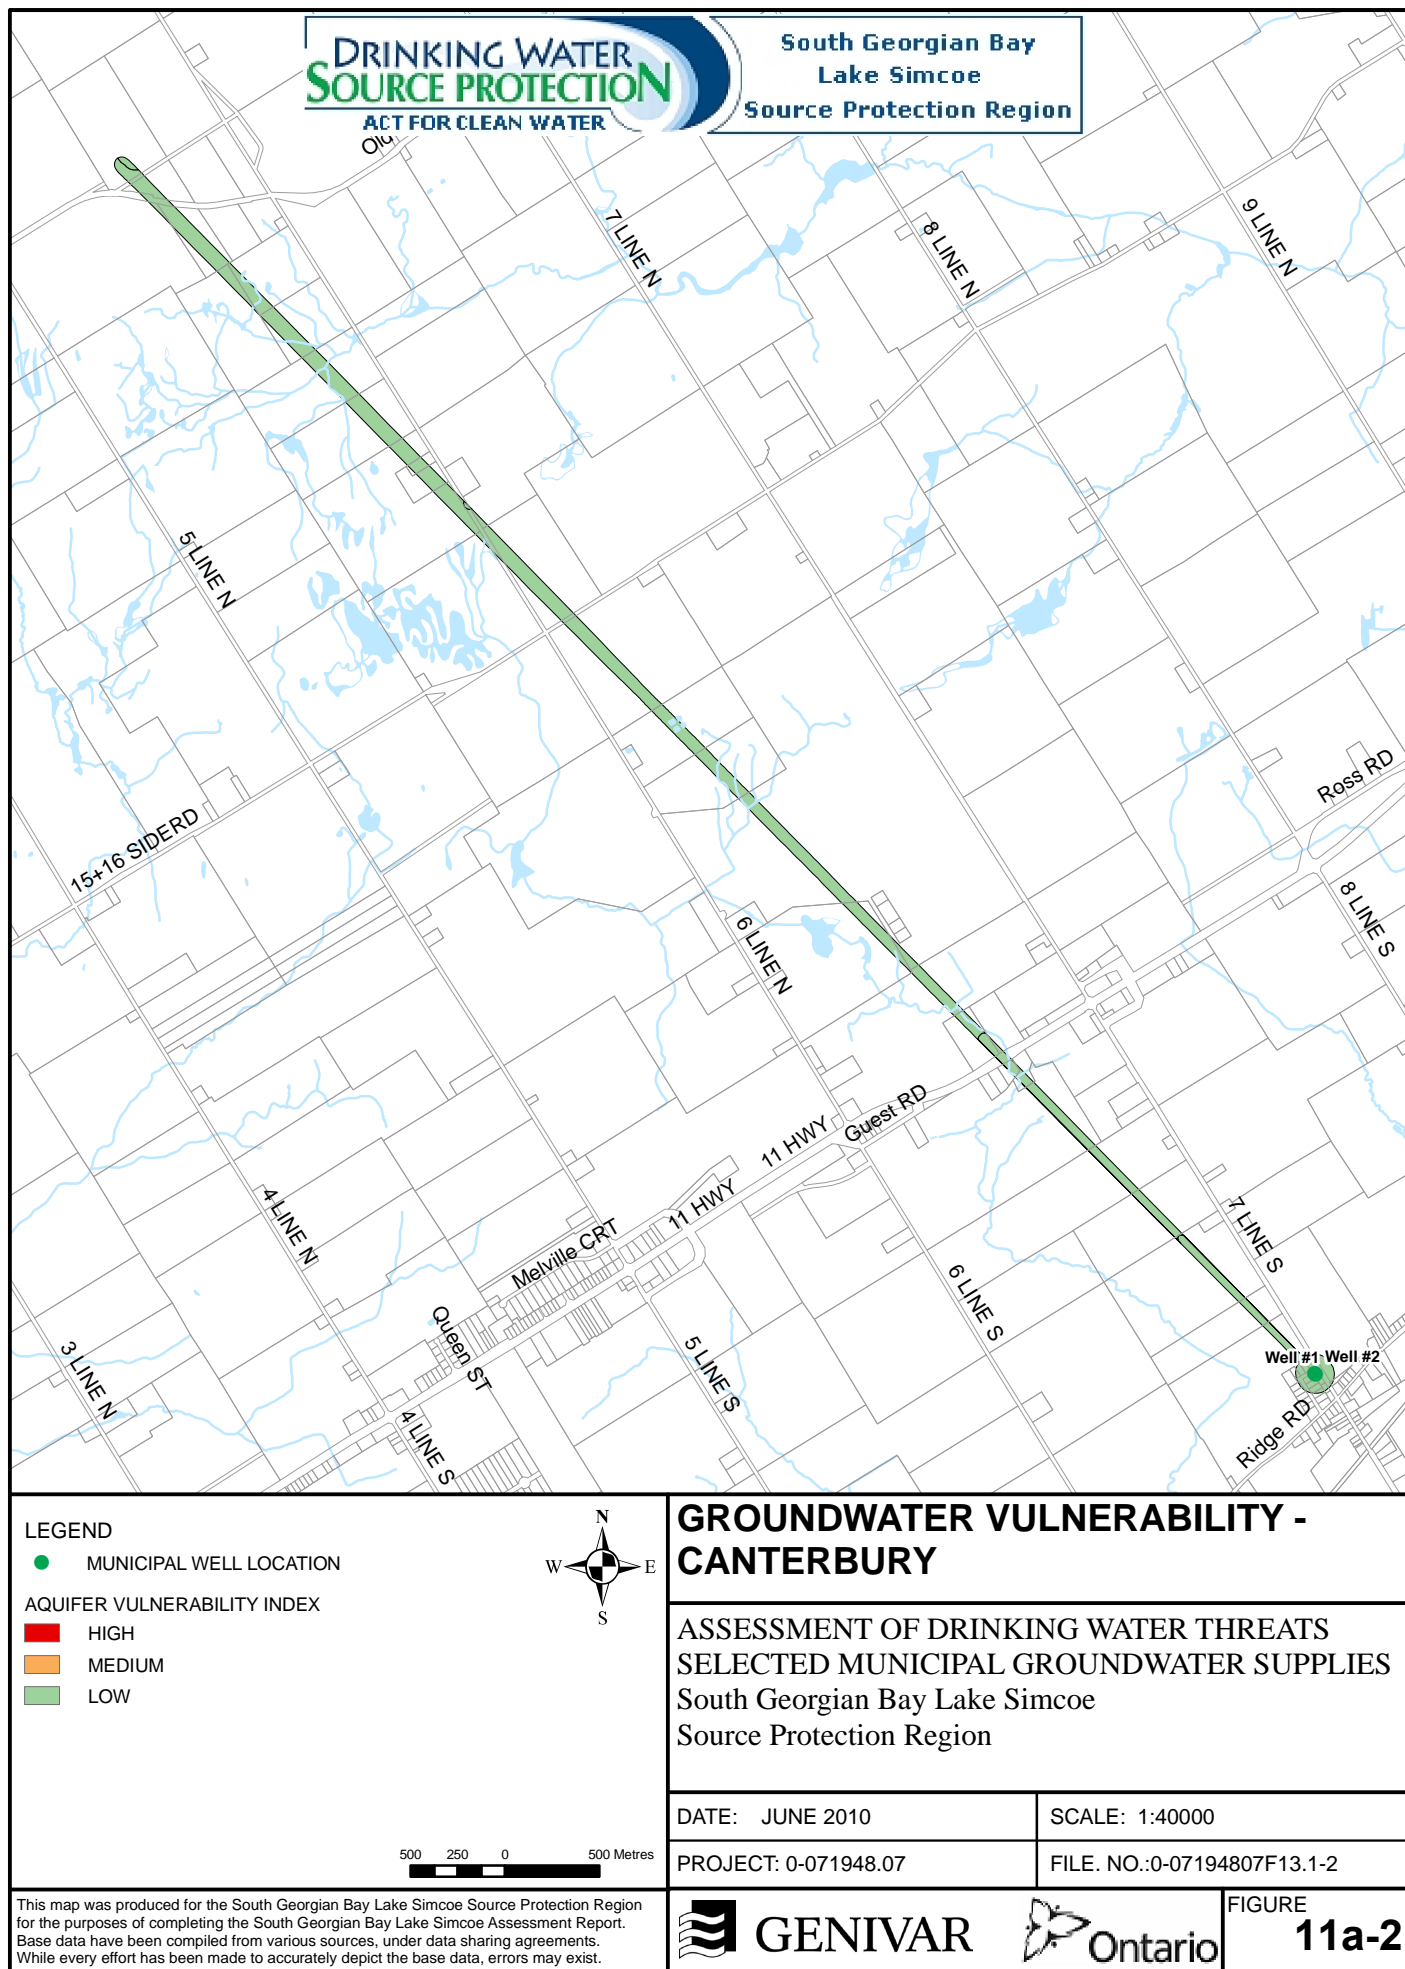 DRINKING WATER
SOURCE PROTECTION
ACT FOR CLEAN WATER
South Georgian Bay
Lake Simcoe
Source Protection Region
7 LINE N
8 LINE N
9 LINE N
5 LINE N
15+16 SIDERD
Ross RD
8 LINE S
6 LINE N
Guest RD
11 HWY
11 HWY
Melville CRT
4 LINE N
Queen ST
3 LINE N
4 LINE S
5 LINE S
6 LINE S
7 LINE S
Well #1 Well #2
Ridge RD
LEGEND
MUNICIPAL WELL LOCATION
AQUIFER VULNERABILITY INDEX
HIGH
MEDIUM
LOW
N
W E
S
500 250 0 500 Metres
This map was produced for the South Georgian Bay Lake Simcoe Source Protection Region
for the purposes of completing the South Georgian Bay Lake Simcoe Assessment Report.
Base data have been compiled from various sources, under data sharing agreements.
While every effort has been made to accurately depict the base data, errors may exist.
GROUNDWATER VULNERABILITY -
CANTERBURY
ASSESSMENT OF DRINKING WATER THREATS
SELECTED MUNICIPAL GROUNDWATER SUPPLIES
South Georgian Bay Lake Simcoe
Source Protection Region
DATE: JUNE 2010
SCALE: 1:40000
PROJECT: 0-071948.07
FILE. NO.:0-07194807F13.1-2
GENIVAR
Ontario
FIGURE
11a-2